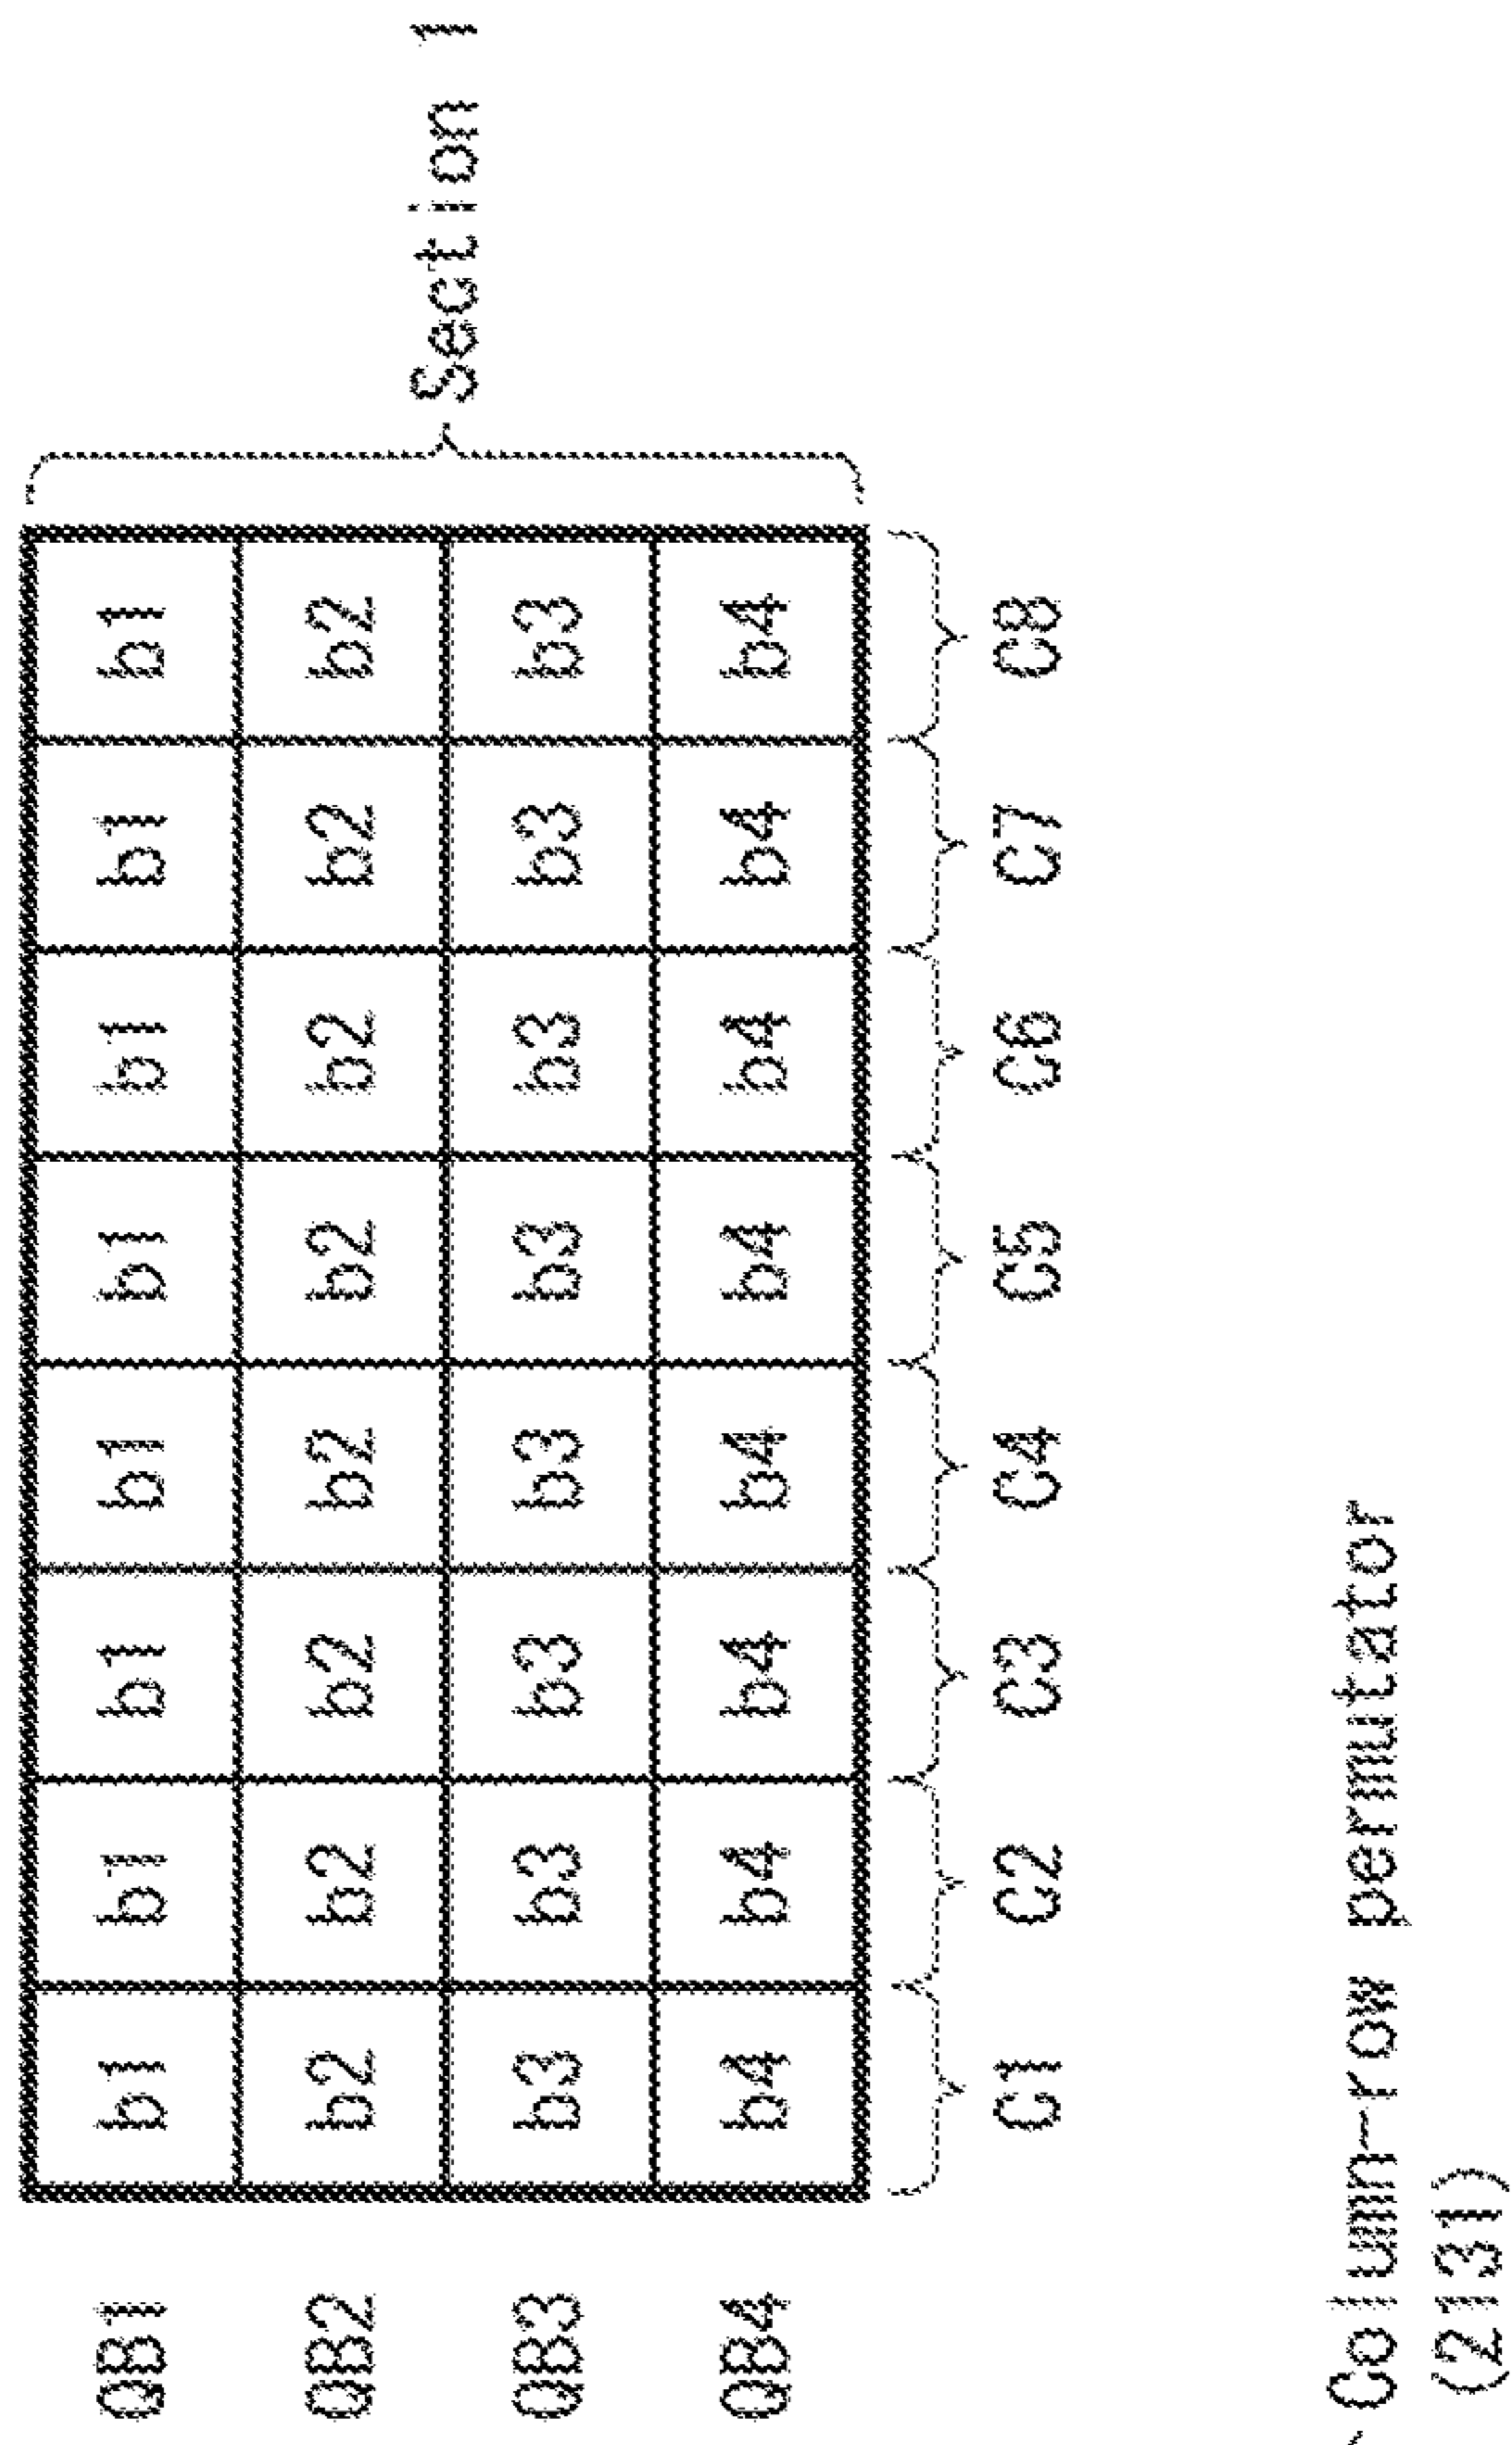 QB1 b1 b1 b1 b1 b1 b1 b1 b1
QB2 b2 b2 b2 b2 b2 b2 b2 b2
Section 1
QB3 b3 b3 b3 b3 b3 b3 b3 b3
QB4 b4 b4 b4 b4 b4 b4 b4 b4
C1 C2 C3 C4 C5 C6 C7 C8
Column-row permutator
(2131)